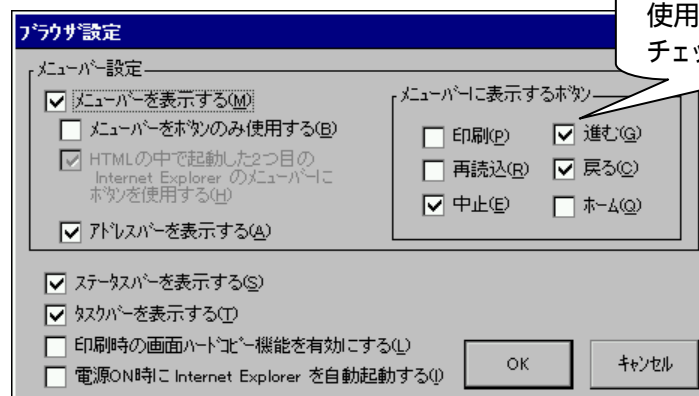 使用
チェッ
ﾌﾞﾗｳｻﾞ設定
ﾒﾆｭｰﾊﾞｰ設定
ﾒﾆｭｰﾊﾞｰを表示する(M)
ﾒﾆｭｰﾊﾞｰをﾎﾞﾀﾝのみ使用する(B)
HTMLの中で起動した2つ目の
Internet Explorer のﾒﾆｭｰﾊﾞｰに
ﾎﾞﾀﾝを使用する(H)
ｱﾄﾞﾚｽﾊﾞｰを表示する(A)
ﾒﾆｭｰﾊﾞｰに表示するﾎﾞﾀﾝ
印刷(P)
進む(G)
再読込(R)
戻る(C)
中止(E)
ﾎｰﾑ(O)
ｽﾃｰﾀｽﾊﾞｰを表示する(S)
ﾀｽｸﾊﾞｰを表示する(T)
印刷時の画面ﾊｰﾄﾞｺﾋﾟｰ機能を有効にする(L)
電源ON時に Internet Explorer を自動起動する(I)
OK
ｷｬﾝｾﾙ